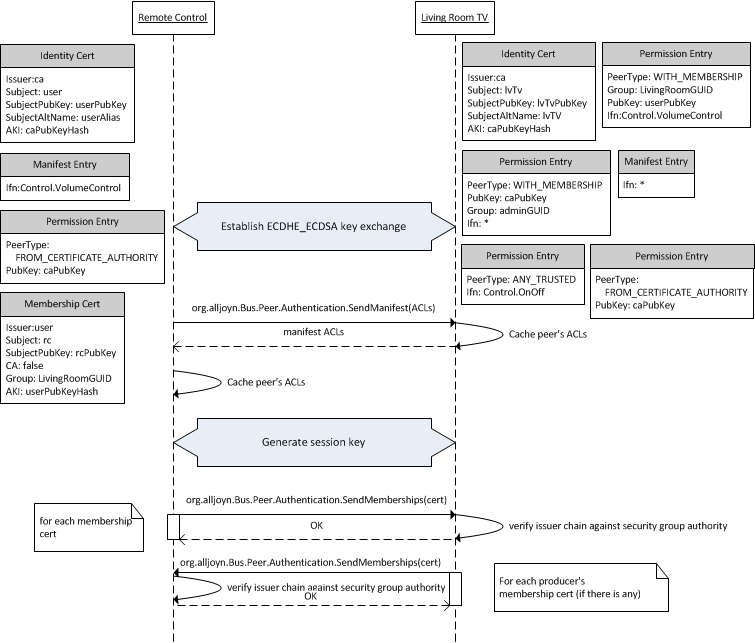 Remote Control
Living Room TV
Identity Cert
Issuer:ca
Subject: user
SubjectPubKey: userPubKey
SubjectAltName: userAlias
AKI: caPubKeyHash
Identity Cert
Issuer:ca
Subject: lvTv
SubjectPubKey: lvTvPubKey
SubjectAltName: lvTV
AKI: caPubKeyHash
Permission Entry
PeerType: WITH_MEMBERSHIP
Group: LivingRoomGUID
PubKey: userPubKey
Ifn:Control.VolumeControl
Manifest Entry
Ifn:Control.VolumeControl
Permission Entry
PeerType: WITH_MEMBERSHIP
PubKey: caPubKey
Group: adminGUID
Ifn: *
Manifest Entry
Ifn: *
Permission Entry
PeerType:
FROM_CERTIFICATE_AUTHORITY
PubKey: caPubKey
Establish ECDHE_ECDSA key exchange
Permission Entry
PeerType: ANY_TRUSTED
Ifn: Control.OnOff
Permission Entry
PeerType:
FROM_CERTIFICATE_AUTHORITY
PubKey: caPubKey
Membership Cert
Issuer:user
Subject: rc
SubjectPubKey: rcPubKey
CA: false
Group: LivingRoomGUID
AKI: userPubKeyHash
org.alljoyn.Bus.Peer.Authentication.SendManifest(ACLs)
manifest ACLs
Cache peer's ACLs
Cache peer's ACLs
Generate session key
org.alljoyn.Bus.Peer.Authentication.SendMemberships(cert)
for each membership
cert
OK
verify issuer chain against security group authority
org.alljoyn.Bus.Peer.Authentication.SendMemberships(cert)
verify issuer chain against security group authority
OK
For each producer's
membership cert (if there is any)